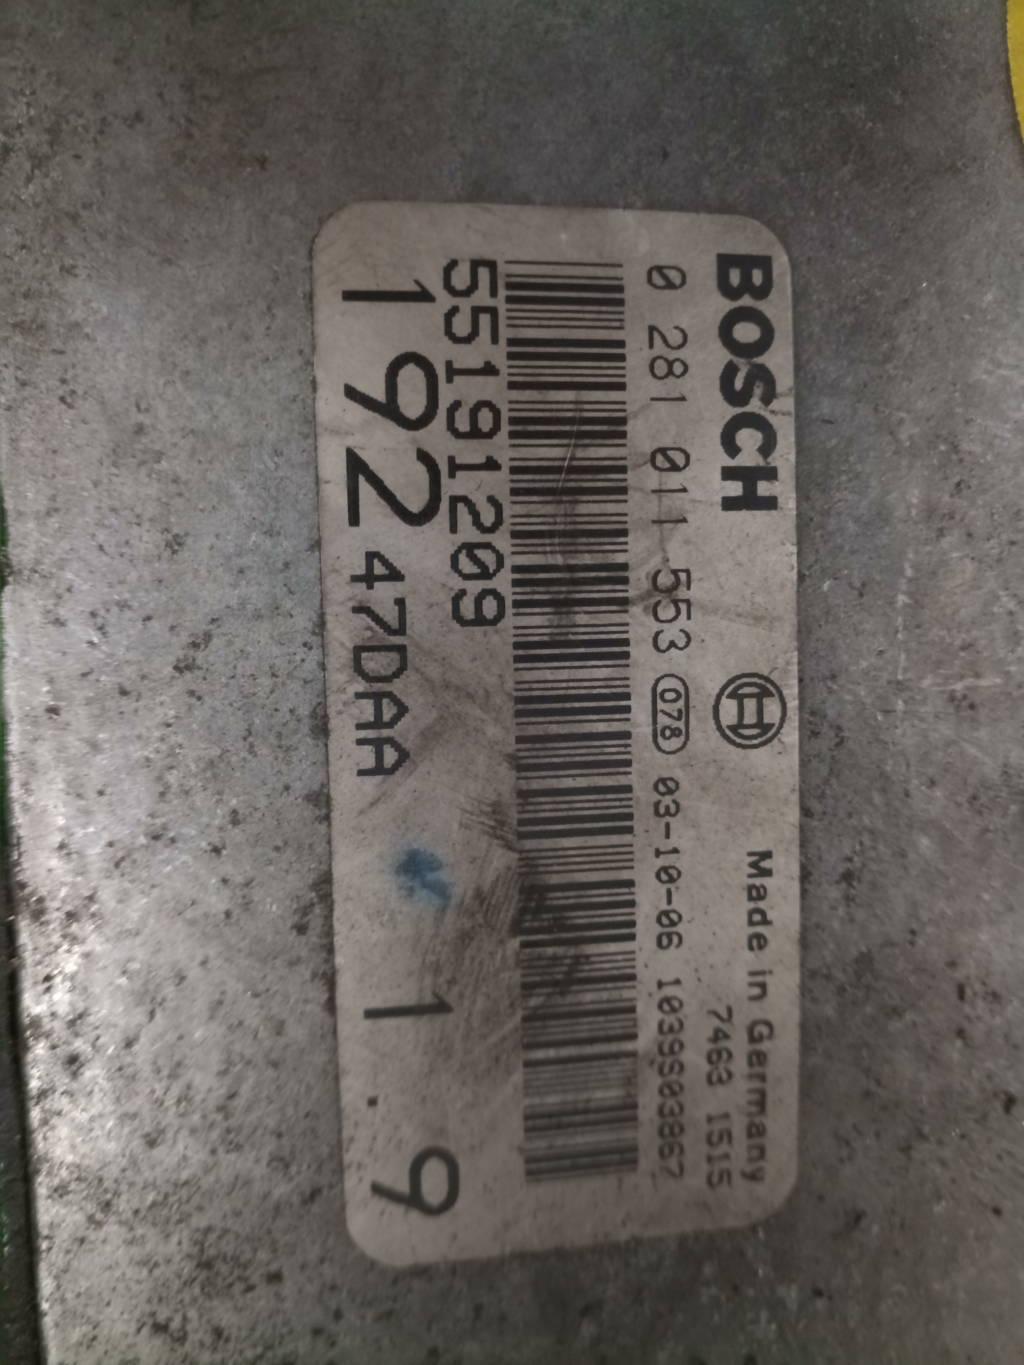 BOSCH
Made in Germany
7463 1515
0 281 011 553 078 03-10-06 1039S03867
55191209
192 47DAA 1.9